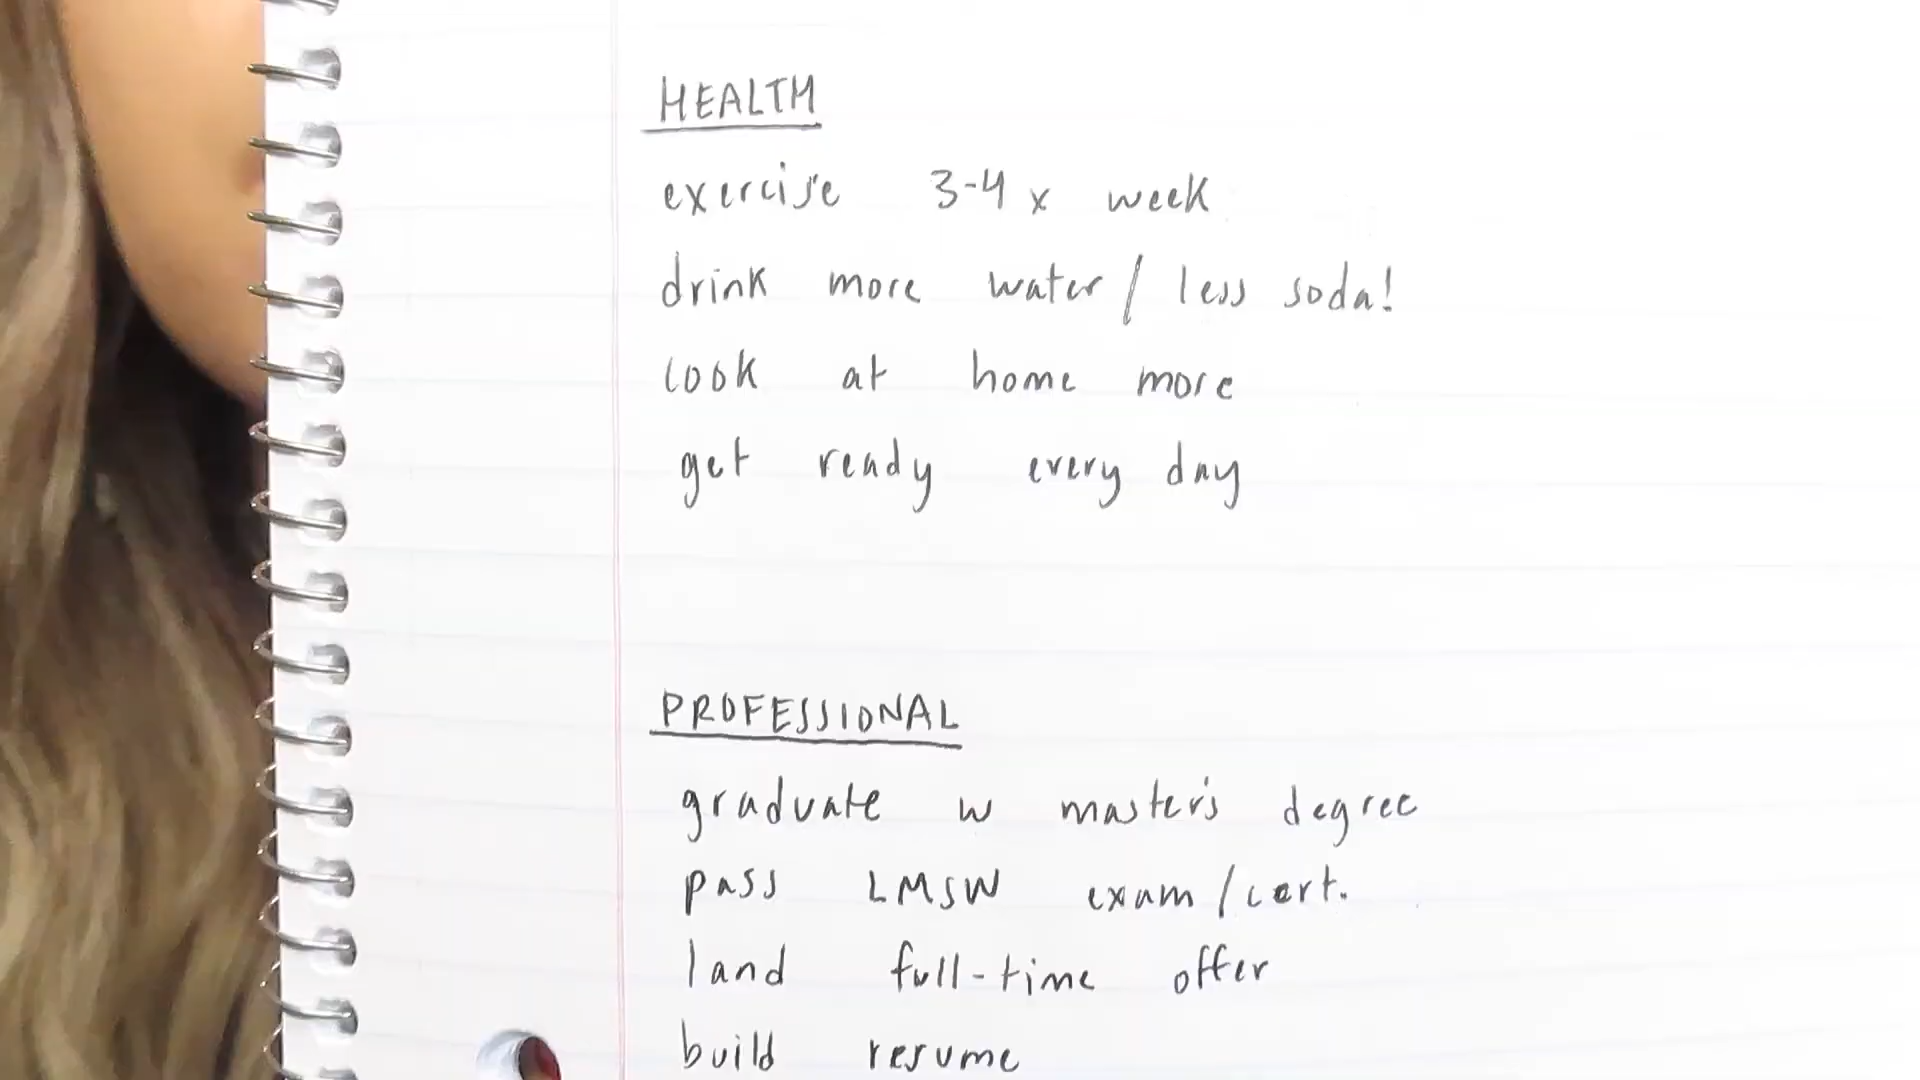 HEALTH
exercise 3-4 x week
drink more water / less soda!
cook at home more
get ready every day
PROFESSIONAL
graduate w master's degree
pass LMSW exam / cert.
land full-time offer
build resume